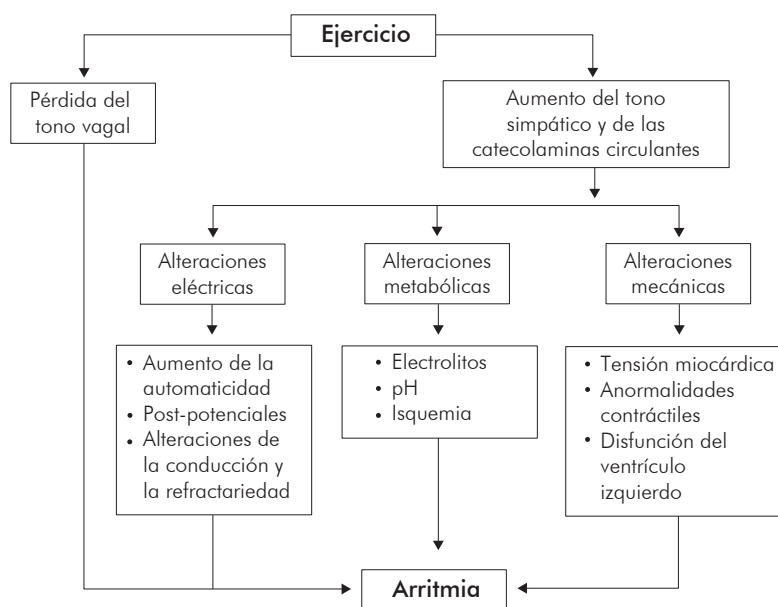 Ejercicio
Pérdida del
tono vagal
Aumento del tono
simpático y de las
catecolaminas circulantes
Alteraciones
eléctricas
Alteraciones
metabólicas
Alteraciones
mecánicas
• Aumento de la
automaticidad
• Post-potenciales
• Alteraciones de
la conducción y
la refractariedad
• Electrolitos
• pH
• Isquemia
• Tensión miocárdica
• Anormalidades
contráctiles
• Disfunción del
ventrículo
izquierdo
Arritmia